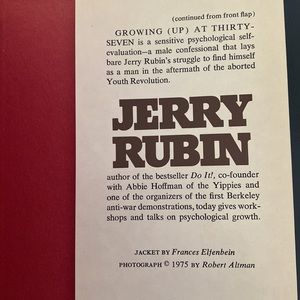 (continued from front flap)
GROWING (UP) AT THIRTY-
SEVEN is a sensitive psychological self-
evaluation—a male confessional that lays
bare Jerry Rubin's struggle to find himself
as a man in the aftermath of the aborted
Youth Revolution.
JERRY
RUBIN
author of the bestseller Do It!, co-founder
with Abbie Hoffman of the Yippies and
one of the organizers of the first Berkeley
anti-war demonstrations, today gives work-
shops and talks on psychological growth.
JACKET BY Frances Elfenbein
PHOTOGRAPH © 1975 BY Robert Altman